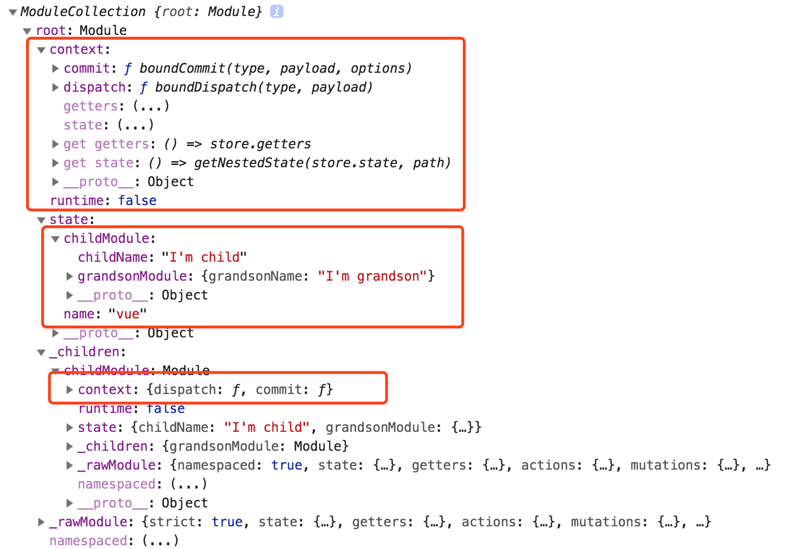 ModuleCollection {root: Module} i
root: Module
context:
commit: ƒ boundCommit(type, payload, options)
dispatch: ƒ boundDispatch(type, payload)
getters: (...)
state: (...)
get getters: () => store.getters
get state: () => getNestedState(store.state, path)
__proto__: Object
runtime: false
state:
childModule:
childName: "I'm child"
grandsonModule: {grandsonName: "I'm grandson"}
__proto__: Object
name: "vue"
__proto__: Object
_children:
childModule: Module
context: {dispatch: ƒ, commit: ƒ}
runtime: false
state: {childName: "I'm child", grandsonModule: {…}}
_children: {grandsonModule: Module}
_rawModule: {namespaced: true, state: {…}, getters: {…}, actions: {…}, mutations: {…}, …}
namespaced: (...)
__proto__: Object
_rawModule: {strict: true, state: {…}, getters: {…}, actions: {…}, mutations: {…}, …}
namespaced: (...)